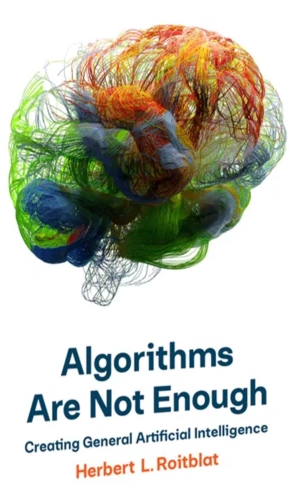 Algorithms
Are Not Enough
Creating General Artificial Intelligence
Herbert L. Roitblat